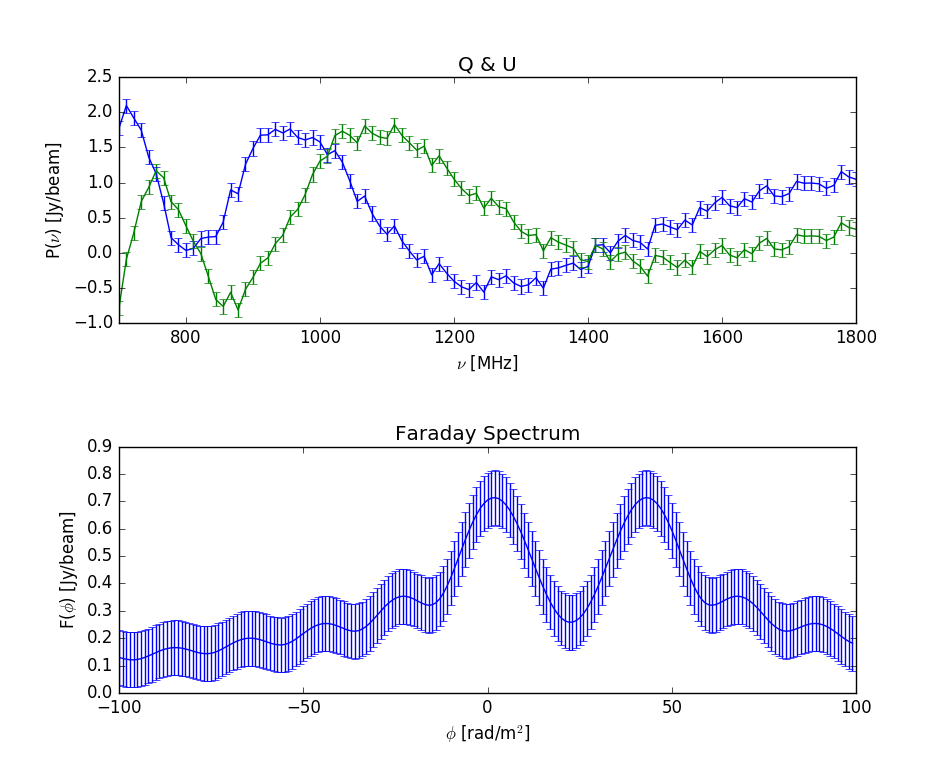 Q & U
P(ν) [Jy/beam]
2.5
2.0
1.5
1.0
0.5
0.0
−0.5
−1.0
800 1000 1200 1400 1600 1800
ν [MHz]
Faraday Spectrum
F(ϕ) [Jy/beam]
0.9
0.8
0.7
0.6
0.5
0.4
0.3
0.2
0.1
0.0
−100 −50 0 50 100
ϕ [rad/m²]